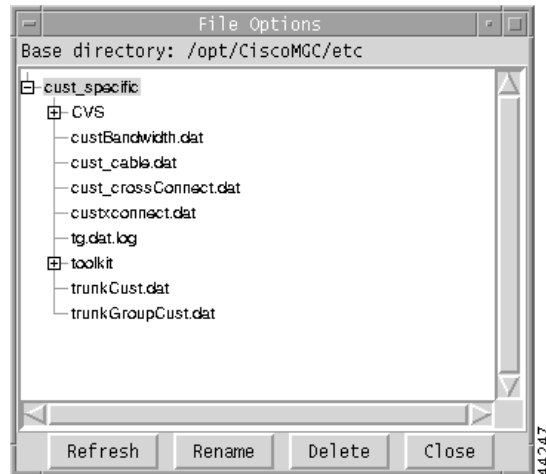 File Options
Base directory: /opt/CiscoMGC/etc
cust_specific
CVS
custBandwidth.dat
cust_cable.dat
cust_crossConnect.dat
custxconnect.dat
tg.dat.log
toolkit
trunkCust.dat
trunkGroupCust.dat
Refresh Rename Delete Close
44247